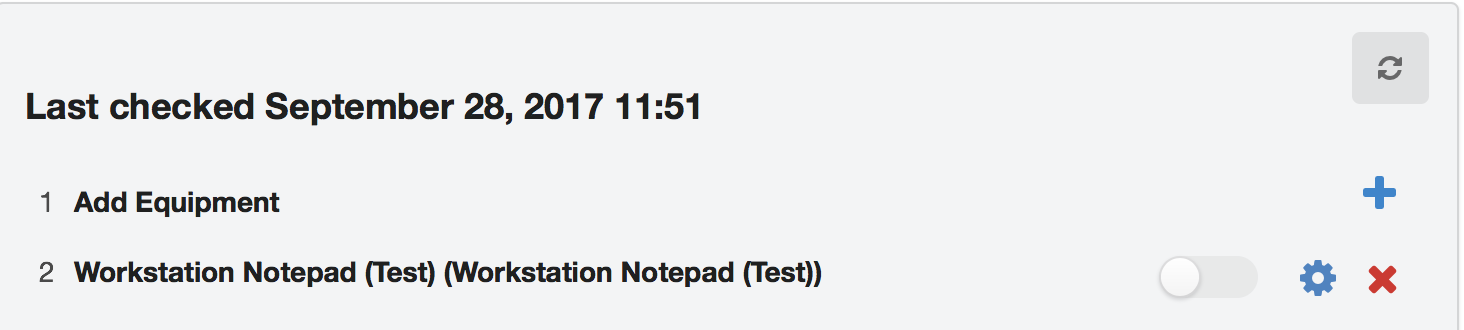 Last checked September 28, 2017 11:51
1 Add Equipment
2 Workstation Notepad (Test) (Workstation Notepad (Test))